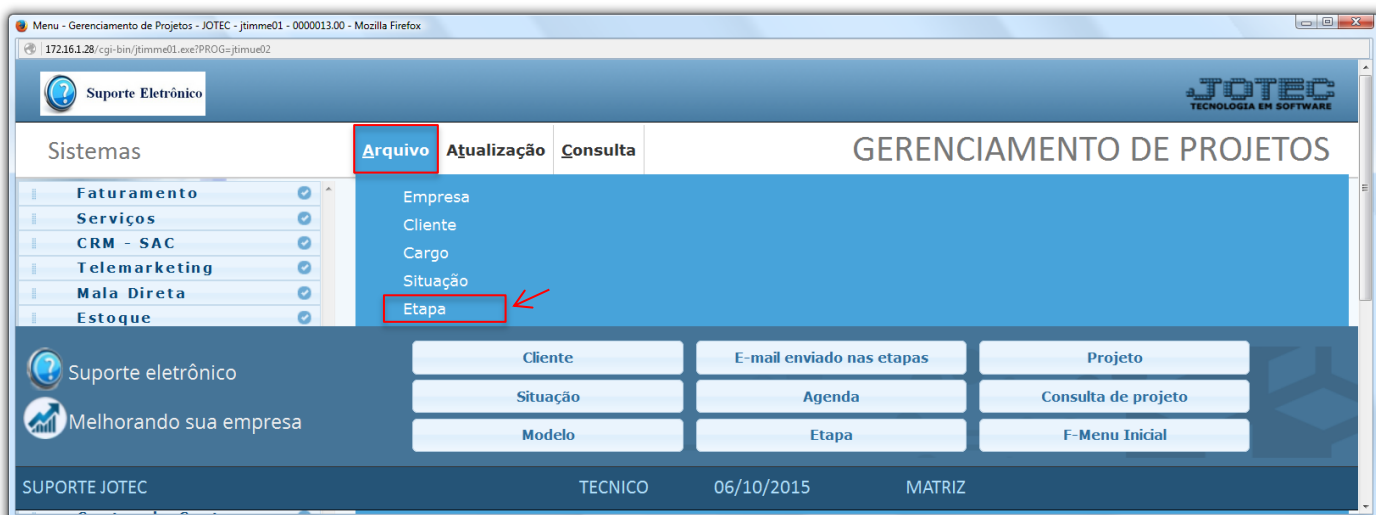 Menu - Gerenciamento de Projetos - JOTEC - jtimme01 - 0000013.00 - Mozilla Firefox
172.16.1.28/cgi-bin/jtimme01.exe?PROG=jtimue02
Suporte Eletrônico
JOTEC
TECNOLOGIA EM SOFTWARE
Sistemas
Arquivo Atualização Consulta
GERENCIAMENTO DE PROJETOS
Faturamento
Serviços
CRM - SAC
Telemarketing
Mala Direta
Estoque
Empresa
Cliente
Cargo
Situação
Etapa
Suporte eletrônico
Melhorando sua empresa
Cliente E-mail enviado nas etapas Projeto
Situação Agenda Consulta de projeto
Modelo Etapa F-Menu Inicial
SUPORTE JOTEC TECNICO 06/10/2015 MATRIZ